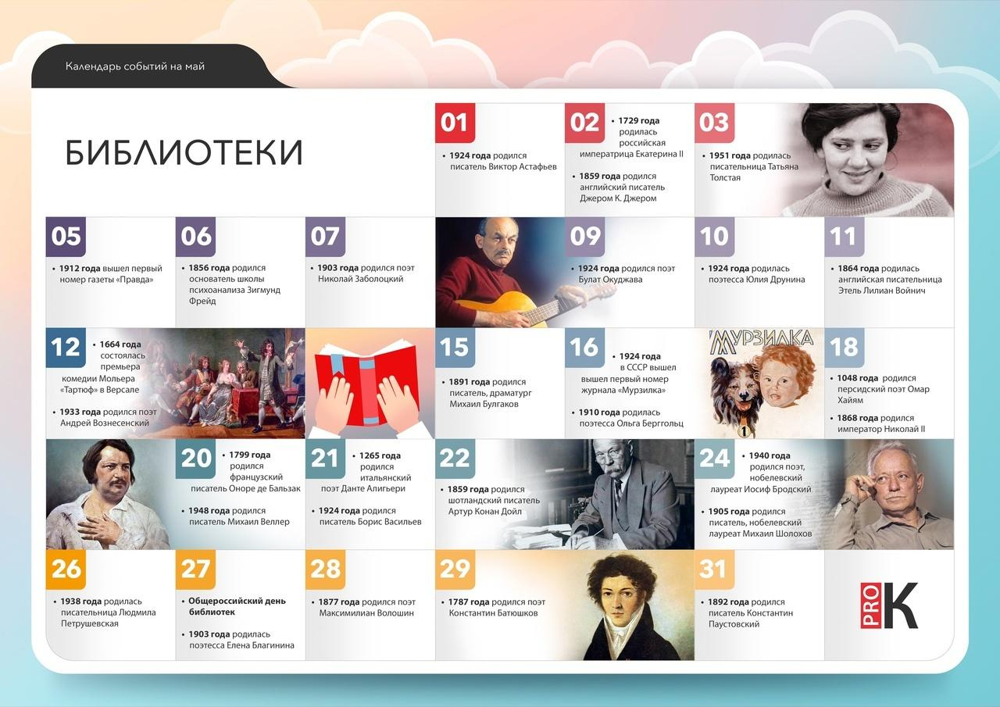 Календарь событий на май
БИБЛИОТЕКИ
01
• 1924 года родился
писатель Виктор Астафьев
02
• 1729 года
родилась
российская
императрица Екатерина II
• 1859 года родился
английский писатель
Джером К. Джером
03
• 1951 года родилась
писательница Татьяна
Толстая
05
• 1912 года вышел первый
номер газеты «Правда»
06
• 1856 года родился
основатель школы
психоанализа Зигмунд
Фрейд
07
• 1903 года родился поэт
Николай Заболоцкий
09
• 1924 года родился поэт
Булат Окуджава
10
• 1924 года родилась
поэтесса Юлия Друнина
11
• 1864 года родилась
английская писательница
Этель Лилиан Войнич
12
• 1664 года
состоялась
премьера
комедии Мольера
«Тартюф» в Версале
• 1933 года родился поэт
Андрей Вознесенский
15
• 1891 года родился
писатель, драматург
Михаил Булгаков
16
• 1924 года
в СССР вышел
вышел первый номер
журнала «Мурзилка»
• 1910 года родилась
поэтесса Ольга Берггольц
МУРЗИЛКА
1
18
• 1048 года родился
персидский поэт Омар
Хайям
• 1868 года родился
император Николай II
20
• 1799 года
родился
французский
писатель Оноре де Бальзак
• 1948 года родился
писатель Михаил Веллер
21
• 1265 года
родился
итальянский
поэт Данте Алигьери
• 1924 года родился
писатель Борис Васильев
22
• 1859 года родился
шотландский писатель
Артур Конан Дойл
24
• 1940 года
родился поэт,
нобелевский
лауреат Иосиф Бродский
• 1905 года родился
писатель, нобелевский
лауреат Михаил Шолохов
26
• 1938 года родилась
писательница Людмила
Петрушевская
27
• Общероссийский день
библиотек
• 1903 года родилась
поэтесса Елена Благинина
28
• 1877 года родился поэт
Максимилиан Волошин
29
• 1787 года родился поэт
Константин Батюшков
31
• 1892 года родился
писатель Константин
Паустовский
PRO К